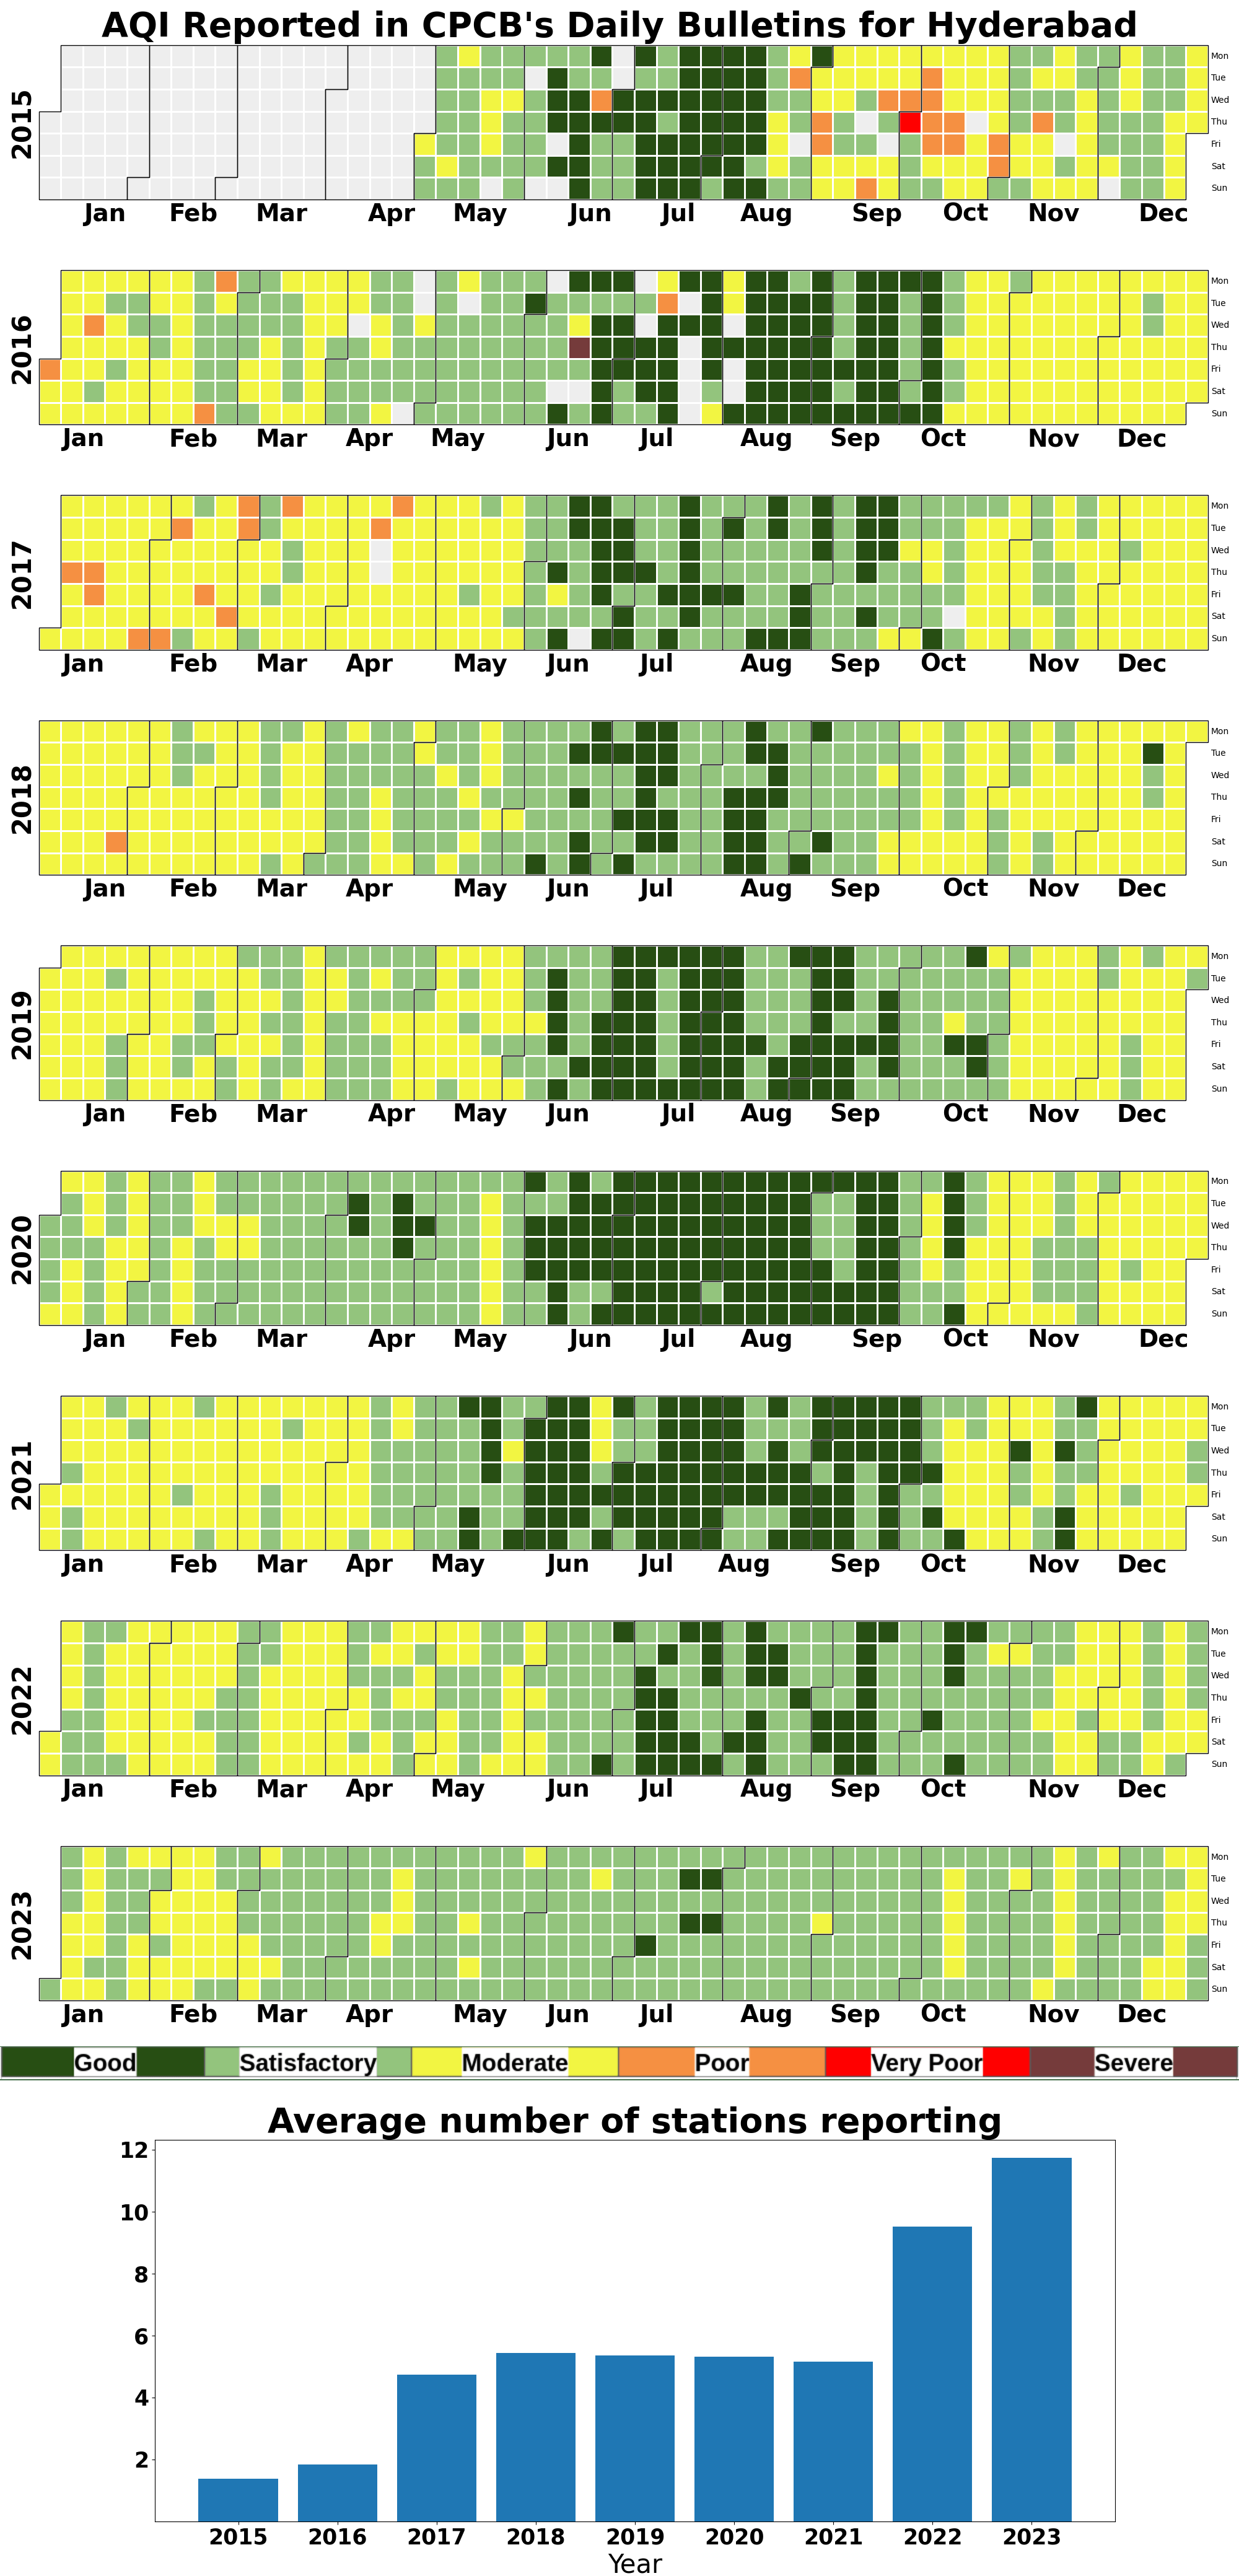 AQI Reported in CPCB's Daily Bulletins for Hyderabad
2015
Mon
Tue
Wed
Thu
Fri
Sat
Sun
Jan Feb Mar Apr May Jun Jul Aug Sep Oct Nov Dec
2016
Mon
Tue
Wed
Thu
Fri
Sat
Sun
Jan Feb Mar Apr May Jun Jul Aug Sep Oct Nov Dec
2017
Mon
Tue
Wed
Thu
Fri
Sat
Sun
Jan Feb Mar Apr May Jun Jul Aug Sep Oct Nov Dec
2018
Mon
Tue
Wed
Thu
Fri
Sat
Sun
Jan Feb Mar Apr May Jun Jul Aug Sep Oct Nov Dec
2019
Mon
Tue
Wed
Thu
Fri
Sat
Sun
Jan Feb Mar Apr May Jun Jul Aug Sep Oct Nov Dec
2020
Mon
Tue
Wed
Thu
Fri
Sat
Sun
Jan Feb Mar Apr May Jun Jul Aug Sep Oct Nov Dec
2021
Mon
Tue
Wed
Thu
Fri
Sat
Sun
Jan Feb Mar Apr May Jun Jul Aug Sep Oct Nov Dec
2022
Mon
Tue
Wed
Thu
Fri
Sat
Sun
Jan Feb Mar Apr May Jun Jul Aug Sep Oct Nov Dec
2023
Mon
Tue
Wed
Thu
Fri
Sat
Sun
Jan Feb Mar Apr May Jun Jul Aug Sep Oct Nov Dec
Good Satisfactory Moderate Poor Very Poor Severe
Average number of stations reporting
12
10
8
6
4
2
2015 2016 2017 2018 2019 2020 2021 2022 2023
Year